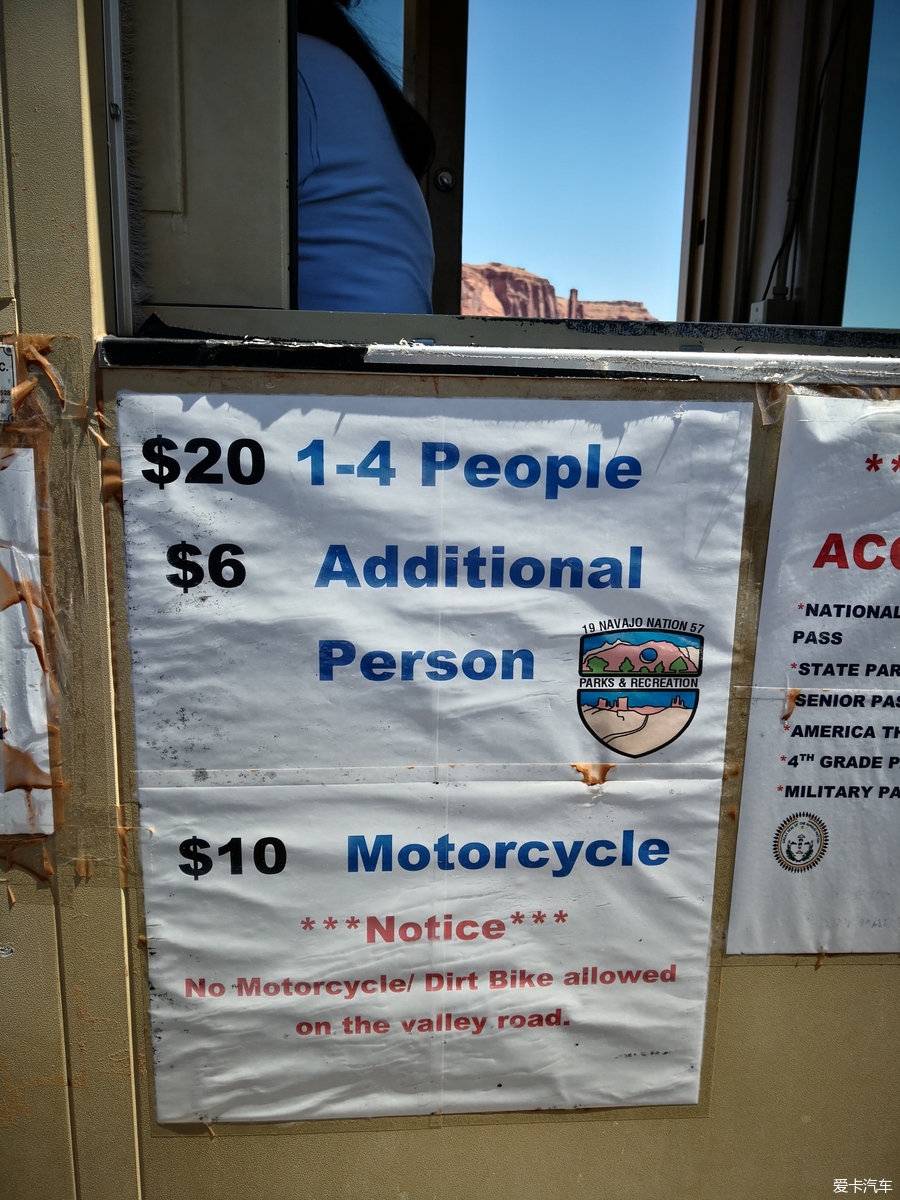 C.
$20 1-4 People
$6 Additional
Person
19 NAVAJO NATION 57
PARKS & RECREATION
$10 Motorcycle
***Notice***
No Motorcycle/ Dirt Bike allowed
on the valley road.
**
ACC
*NATIONAL
PASS
*STATE PAR
*SENIOR PAS
*AMERICA TH
*4TH GRADE P
*MILITARY PA
爱卡汽车